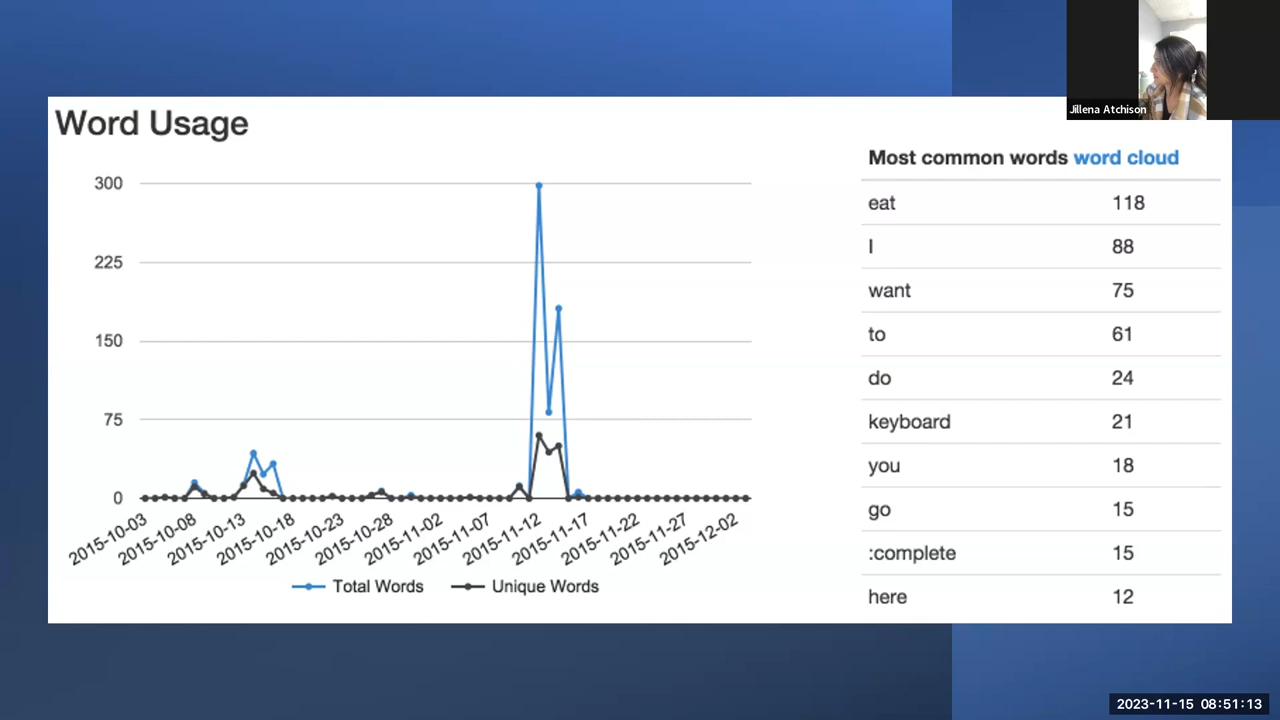 Jillena Atchison
Word Usage
300
225
150
75
0
2015-10-03
2015-10-08
2015-10-13
2015-10-18
2015-10-23
2015-10-28
2015-11-02
2015-11-07
2015-11-12
2015-11-17
2015-11-22
2015-11-27
2015-12-02
Total Words
Unique Words
Most common words word cloud
eat 118
I 88
want 75
to 61
do 24
keyboard 21
you 18
go 15
:complete 15
here 12
2023-11-15 08:51:13